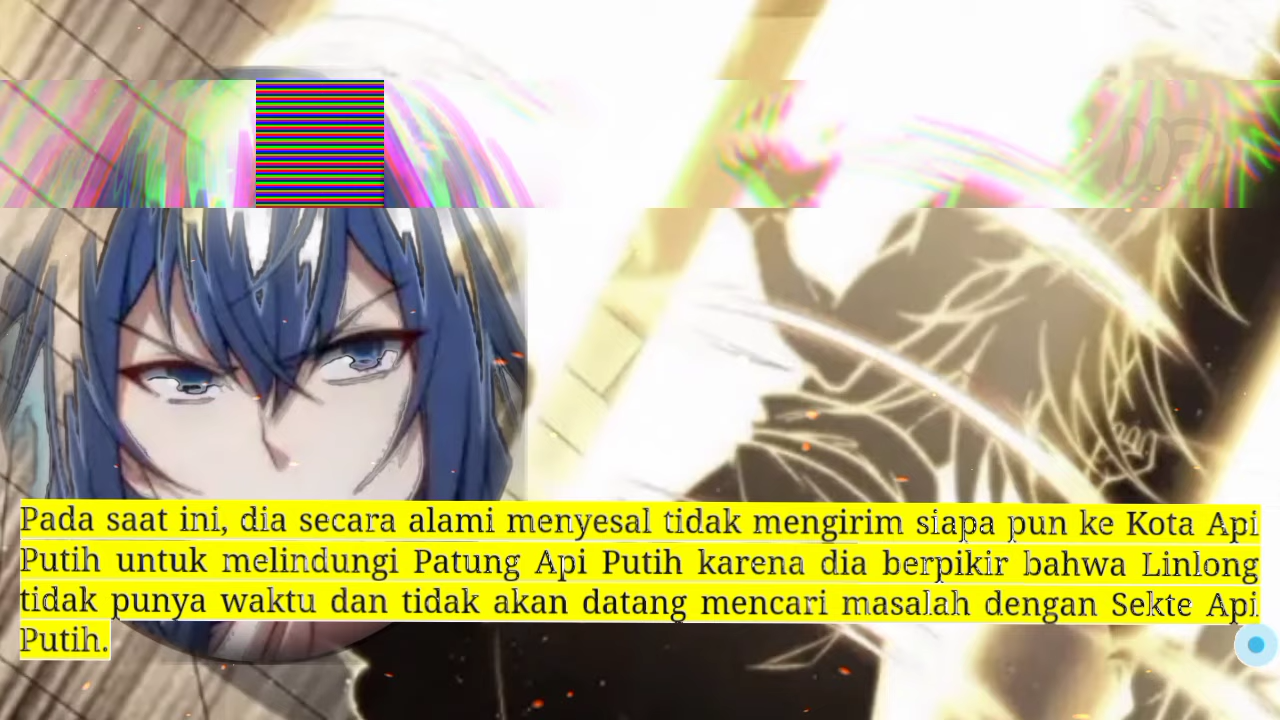 Pada saat ini, dia secara alami menyesal tidak mengirim siapa pun ke Kota Api
Putih untuk melindungi Patung Api Putih karena dia berpikir bahwa Linlong
tidak punya waktu dan tidak akan datang mencari masalah dengan Sekte Api
Putih.